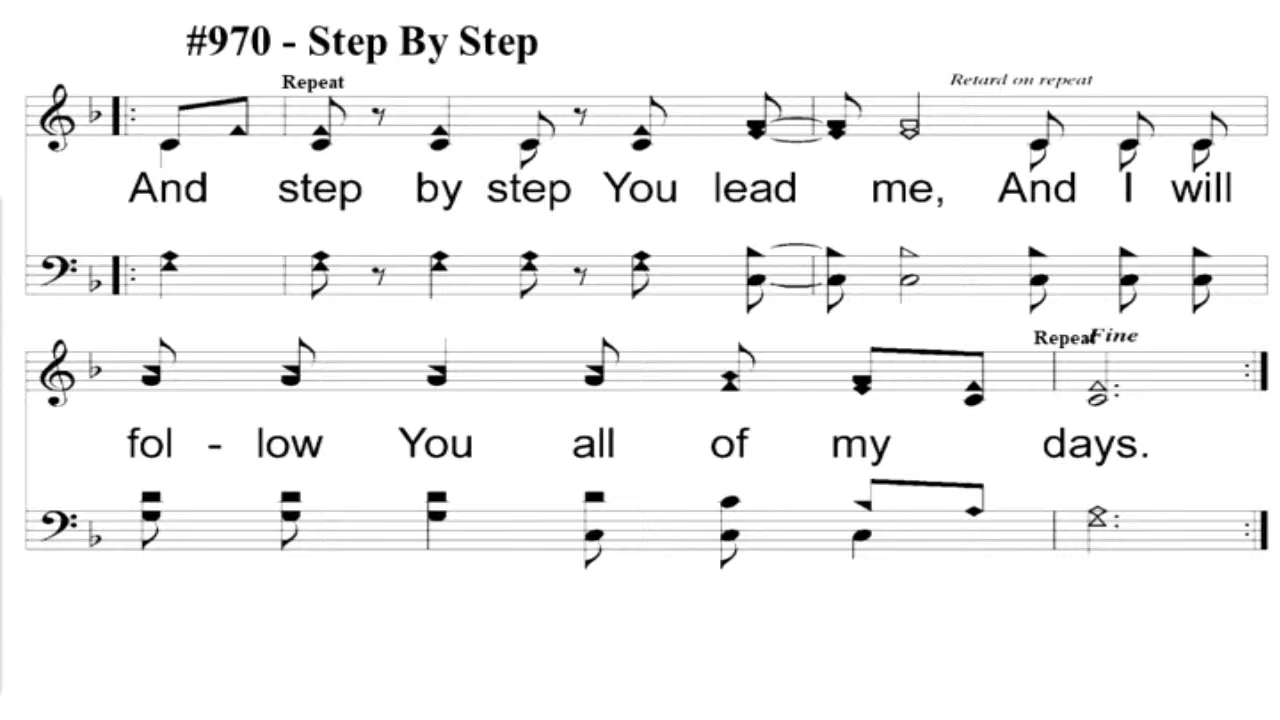 #970 - Step By Step
Repeat
Retard on repeat
And step by step You lead me, And I will
Repeat Fine
fol - low You all of my days.